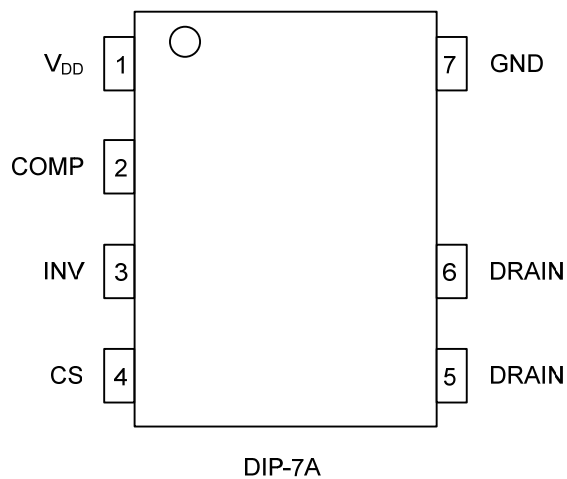 VDD 1 7 GND
COMP 2
INV 3 6 DRAIN
CS 4 5 DRAIN
DIP-7A